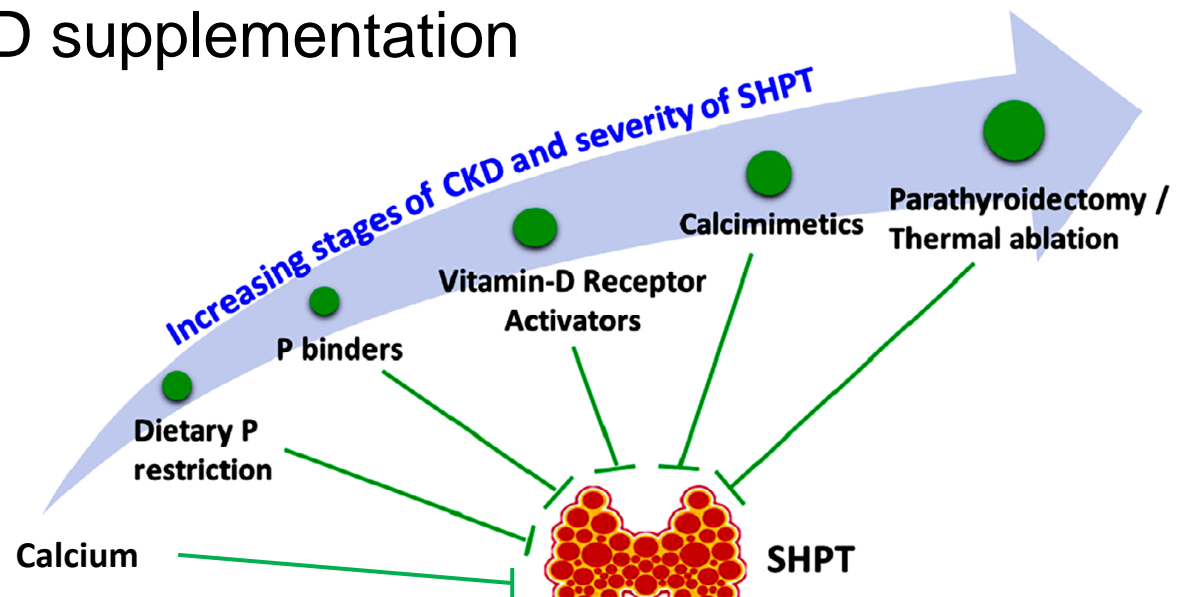 D supplementation
Increasing stages of CKD and severity of SHPT
Parathyroidectomy /
Thermal ablation
Calcimimetics
Vitamin-D Receptor
Activators
P binders
Dietary P
restriction
Calcium
SHPT